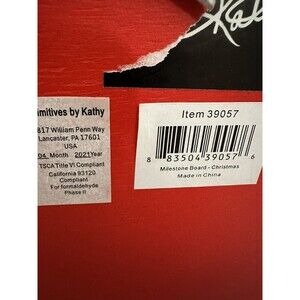 imitives by Kathy
817 William Penn Way
Lancaster, PA 17601
USA
04 Month 2021 Year
TSCA Title VI Compliant
California 93120
Compliant
For formaldehyde
Phase II
Item 39057
8 83504 39057 6
Milestone Board - Christmas
Made in China